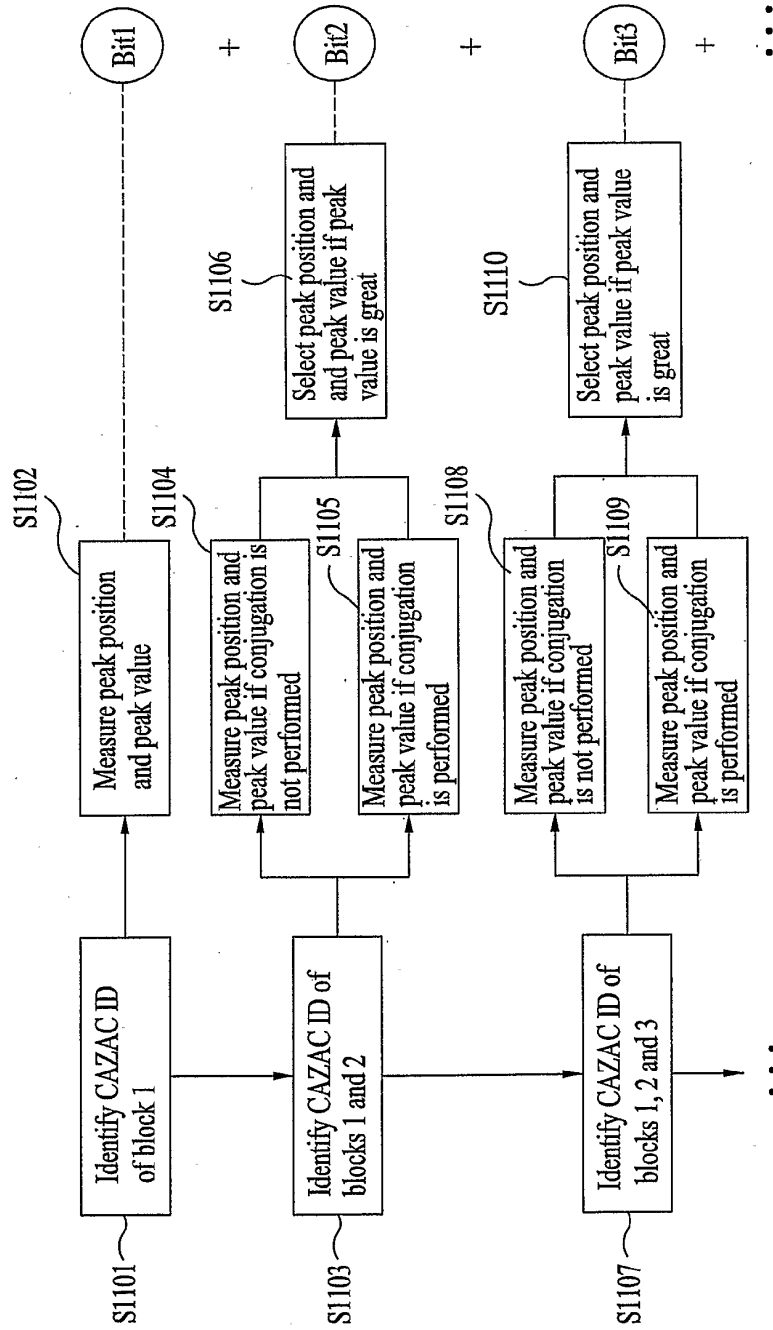 S1101
Identify CAZAC ID
of block 1
S1102
Measure peak position
and peak value
Bit1
+
S1103
Identify CAZAC ID of
blocks 1 and 2
S1104
Measure peak position and
peak value if conjugation is
not performed
S1105
Measure peak position and
peak value if conjugation
is performed
S1106
Select peak position and
and peak value if peak
value is great
Bit2
+
S1107
Identify CAZAC ID of
blocks 1, 2 and 3
S1108
Measure peak position and
peak value if conjugation
is not performed
S1109
Measure peak position and
peak value if conjugation
is performed
S1110
Select peak position and
peak value if peak value
is great
Bit3
+
....
....